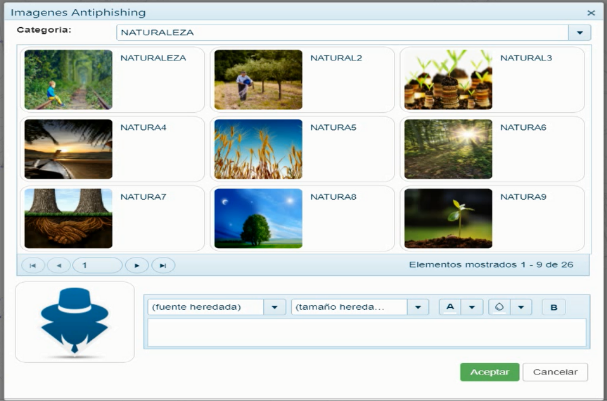 Imagenes Antiphishing
Categoria:
NATURALEZA
NATURALEZA
NATURAL2
NATURAL3
NATURA4
NATURA5
NATURA6
NATURA7
NATURA8
NATURA9
1
Elementos mostrados 1 - 9 de 26
(fuente heredada)
(tamaño hereda...
A
B
Aceptar
Cancelar